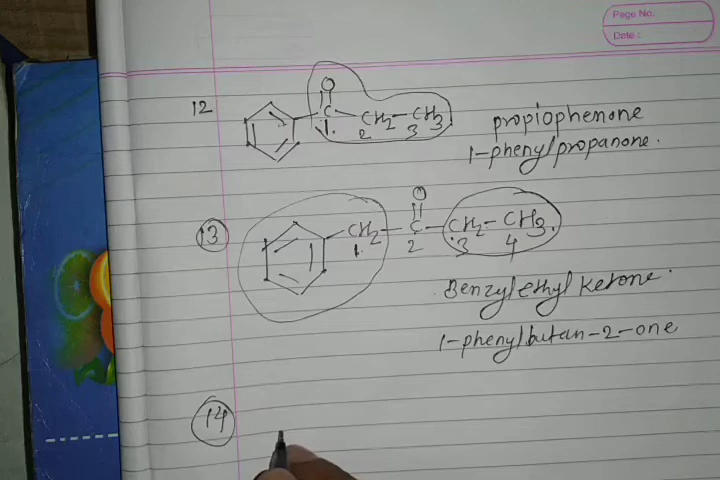 Page No.
Date :
12
O
C - CH2 - CH3
1. 2 3
propiophenone
1-phenylpropanone.
13
O
CH2 - C - CH2 - CH3.
1. 2 3 4
Benzylethyl ketone.
1-phenylbutan-2-one
14